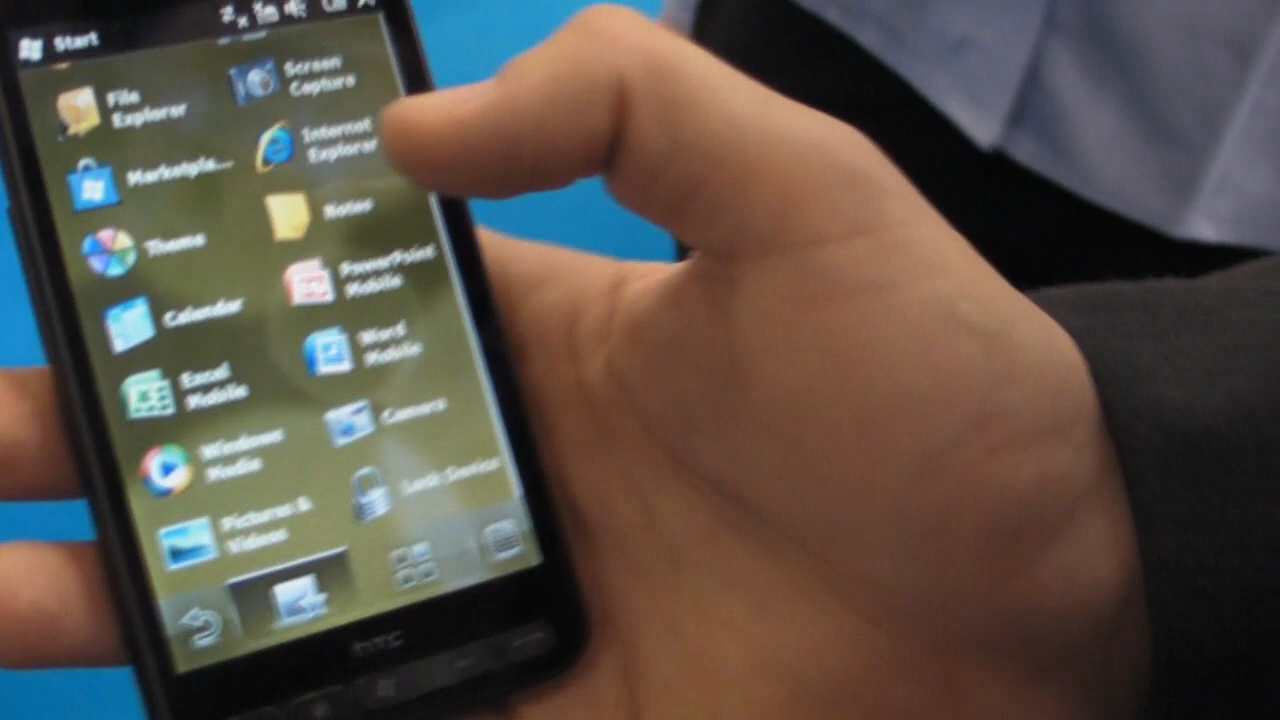 Start
File
Explorer
Screen
Capture
Marketpla...
Internet
Explorer
Theme
Notes
Calendar
PowerPoint
Mobile
Excel
Mobile
Word
Mobile
Windows
Media
Camera
Pictures &
Videos
Lock Device
htc